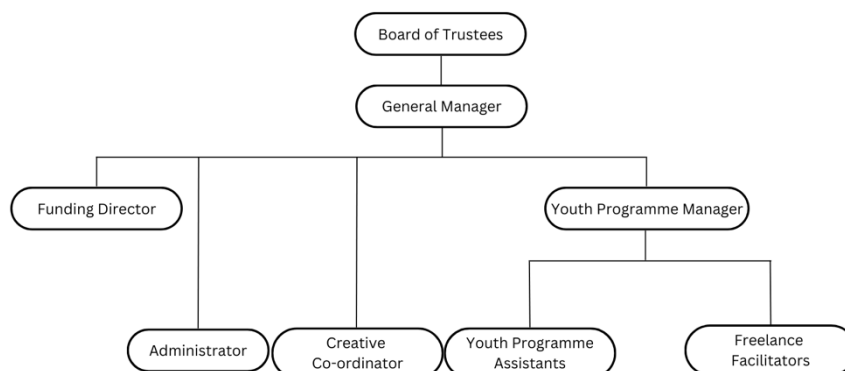 Board of Trustees
General Manager
Funding Director
Youth Programme Manager
Administrator
Creative
Co-ordinator
Youth Programme
Assistants
Freelance
Facilitators